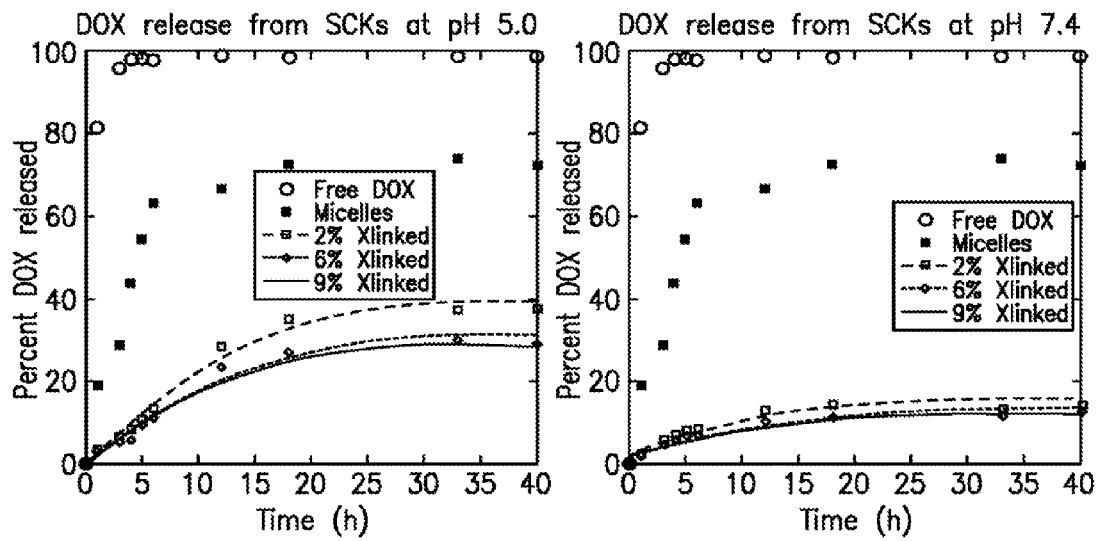 DOX release from SCKs at pH 5.0
Percent DOX released
100
80
60
40
20
0
Free DOX
Micelles
2% Xlinked
6% Xlinked
9% Xlinked
0 5 10 15 20 25 30 35 40
Time (h)
DOX release from SCKs at pH 7.4
Percent DOX released
100
80
60
40
20
0
Free DOX
Micelles
2% Xlinked
6% Xlinked
9% Xlinked
0 5 10 15 20 25 30 35 40
Time (h)